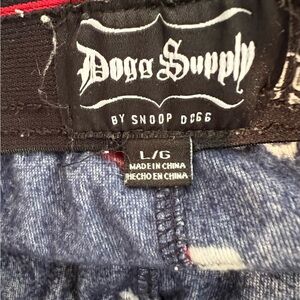 Dogg Supply
BY SNOOP DOGG
L/G
MADE IN CHINA
HECHO EN CHINA